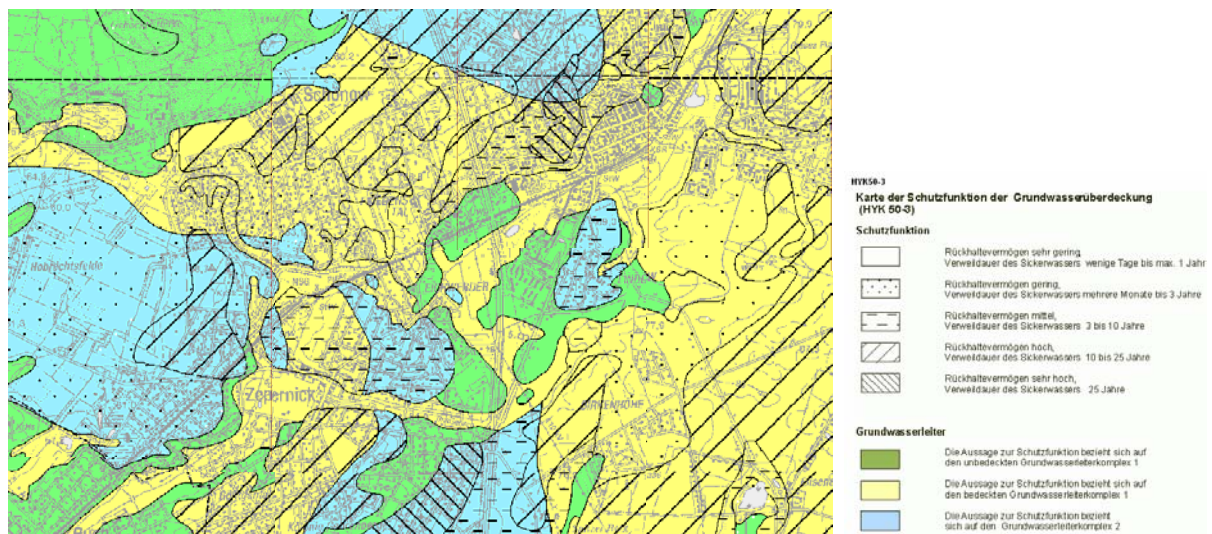 Schönow
Hobrechtsfelde
Zepernick
BIRKENHÖHE
HYK50-3
Karte der Schutzfunktion der Grundwasserüberdeckung
(HYK 50-3)
Schutzfunktion
Rückhaltevermögen sehr gering,
Verweildauer des Sickerwassers wenige Tage bis max. 1 Jahr
Rückhaltevermögen gering,
Verweildauer des Sickerwassers mehrere Monate bis 3 Jahre
Rückhaltevermögen mittel,
Verweildauer des Sickerwassers 3 bis 10 Jahre
Rückhaltevermögen hoch,
Verweildauer des Sickerwassers 10 bis 25 Jahre
Rückhaltevermögen sehr hoch,
Verweildauer des Sickerwassers 25 Jahre
Grundwasserleiter
Die Aussage zur Schutzfunktion bezieht sich auf
den unbedeckten Grundwasserleiterkomplex 1
Die Aussage zur Schutzfunktion bezieht sich auf
den bedeckten Grundwasserleiterkomplex 1
Die Aussage zur Schutzfunktion bezieht
sich auf den Grundwasserleiterkomplex 2